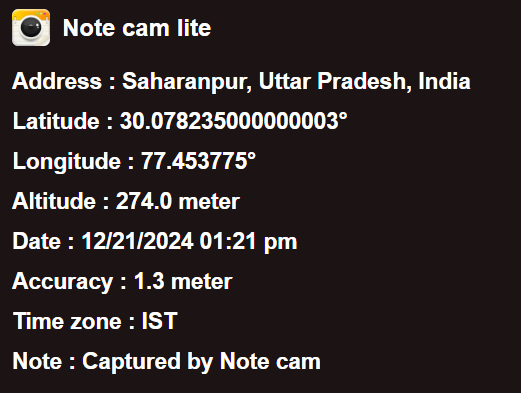 Note cam lite
Address : Saharanpur, Uttar Pradesh, India
Latitude : 30.078235000000003°
Longitude : 77.453775°
Altitude : 274.0 meter
Date : 12/21/2024 01:21 pm
Accuracy : 1.3 meter
Time zone : IST
Note : Captured by Note cam